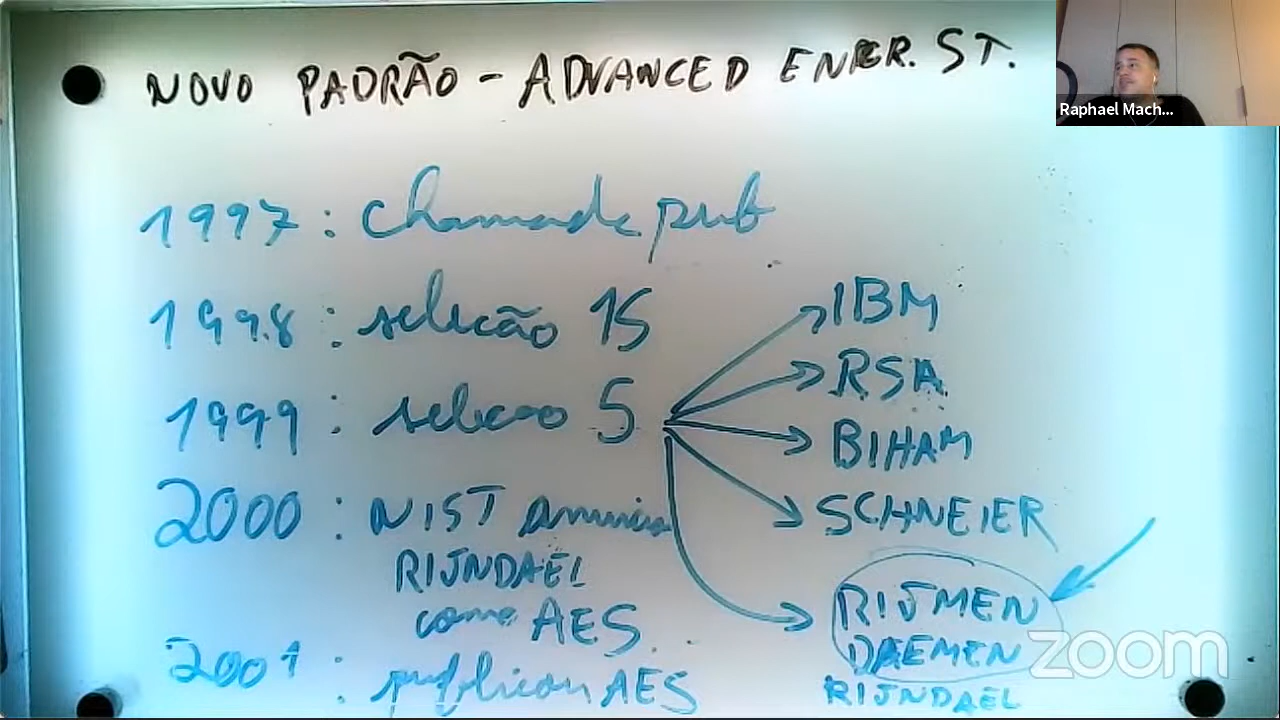 NOVO PADRÃO - ADVANCED ENCR. ST.
Raphael Mach...
1997: chamada pub
1998: seleção 15
1999: selecao 5
IBM
RSA
BIHAM
SCHNEIER
RIJMEN
DAEMEN
RIJNDAEL
2000: NIST anuncia
RIJNDAEL
como AES
2001: publicou AES
zoom